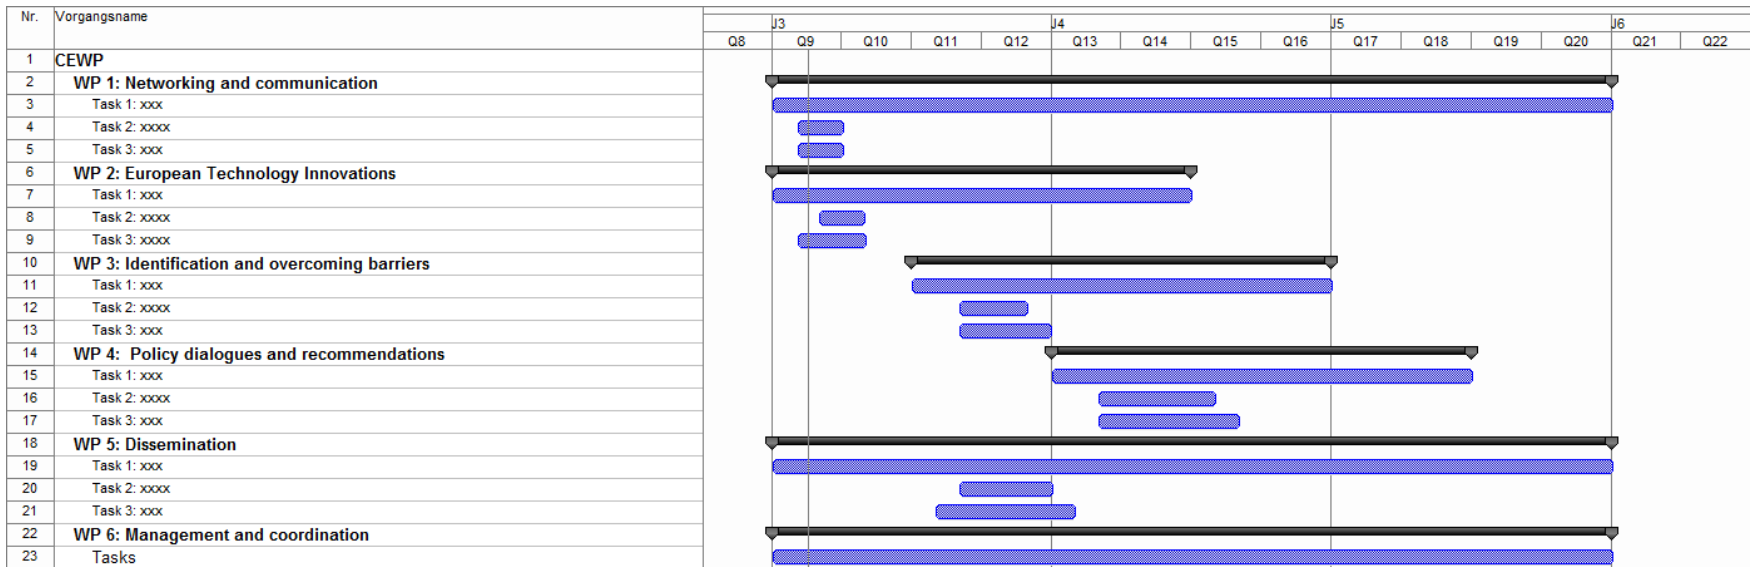 Nr. Vorgangsname
J3 J4 J5 J6
Q8 Q9 Q10 Q11 Q12 Q13 Q14 Q15 Q16 Q17 Q18 Q19 Q20 Q21 Q22
1 CEWP
2 WP 1: Networking and communication
3 Task 1: xxx
4 Task 2: xxxx
5 Task 3: xxx
6 WP 2: European Technology Innovations
7 Task 1: xxx
8 Task 2: xxxx
9 Task 3: xxxx
10 WP 3: Identification and overcoming barriers
11 Task 1: xxx
12 Task 2: xxxx
13 Task 3: xxx
14 WP 4: Policy dialogues and recommendations
15 Task 1: xxx
16 Task 2: xxxx
17 Task 3: xxx
18 WP 5: Dissemination
19 Task 1: xxx
20 Task 2: xxxx
21 Task 3: xxx
22 WP 6: Management and coordination
23 Tasks